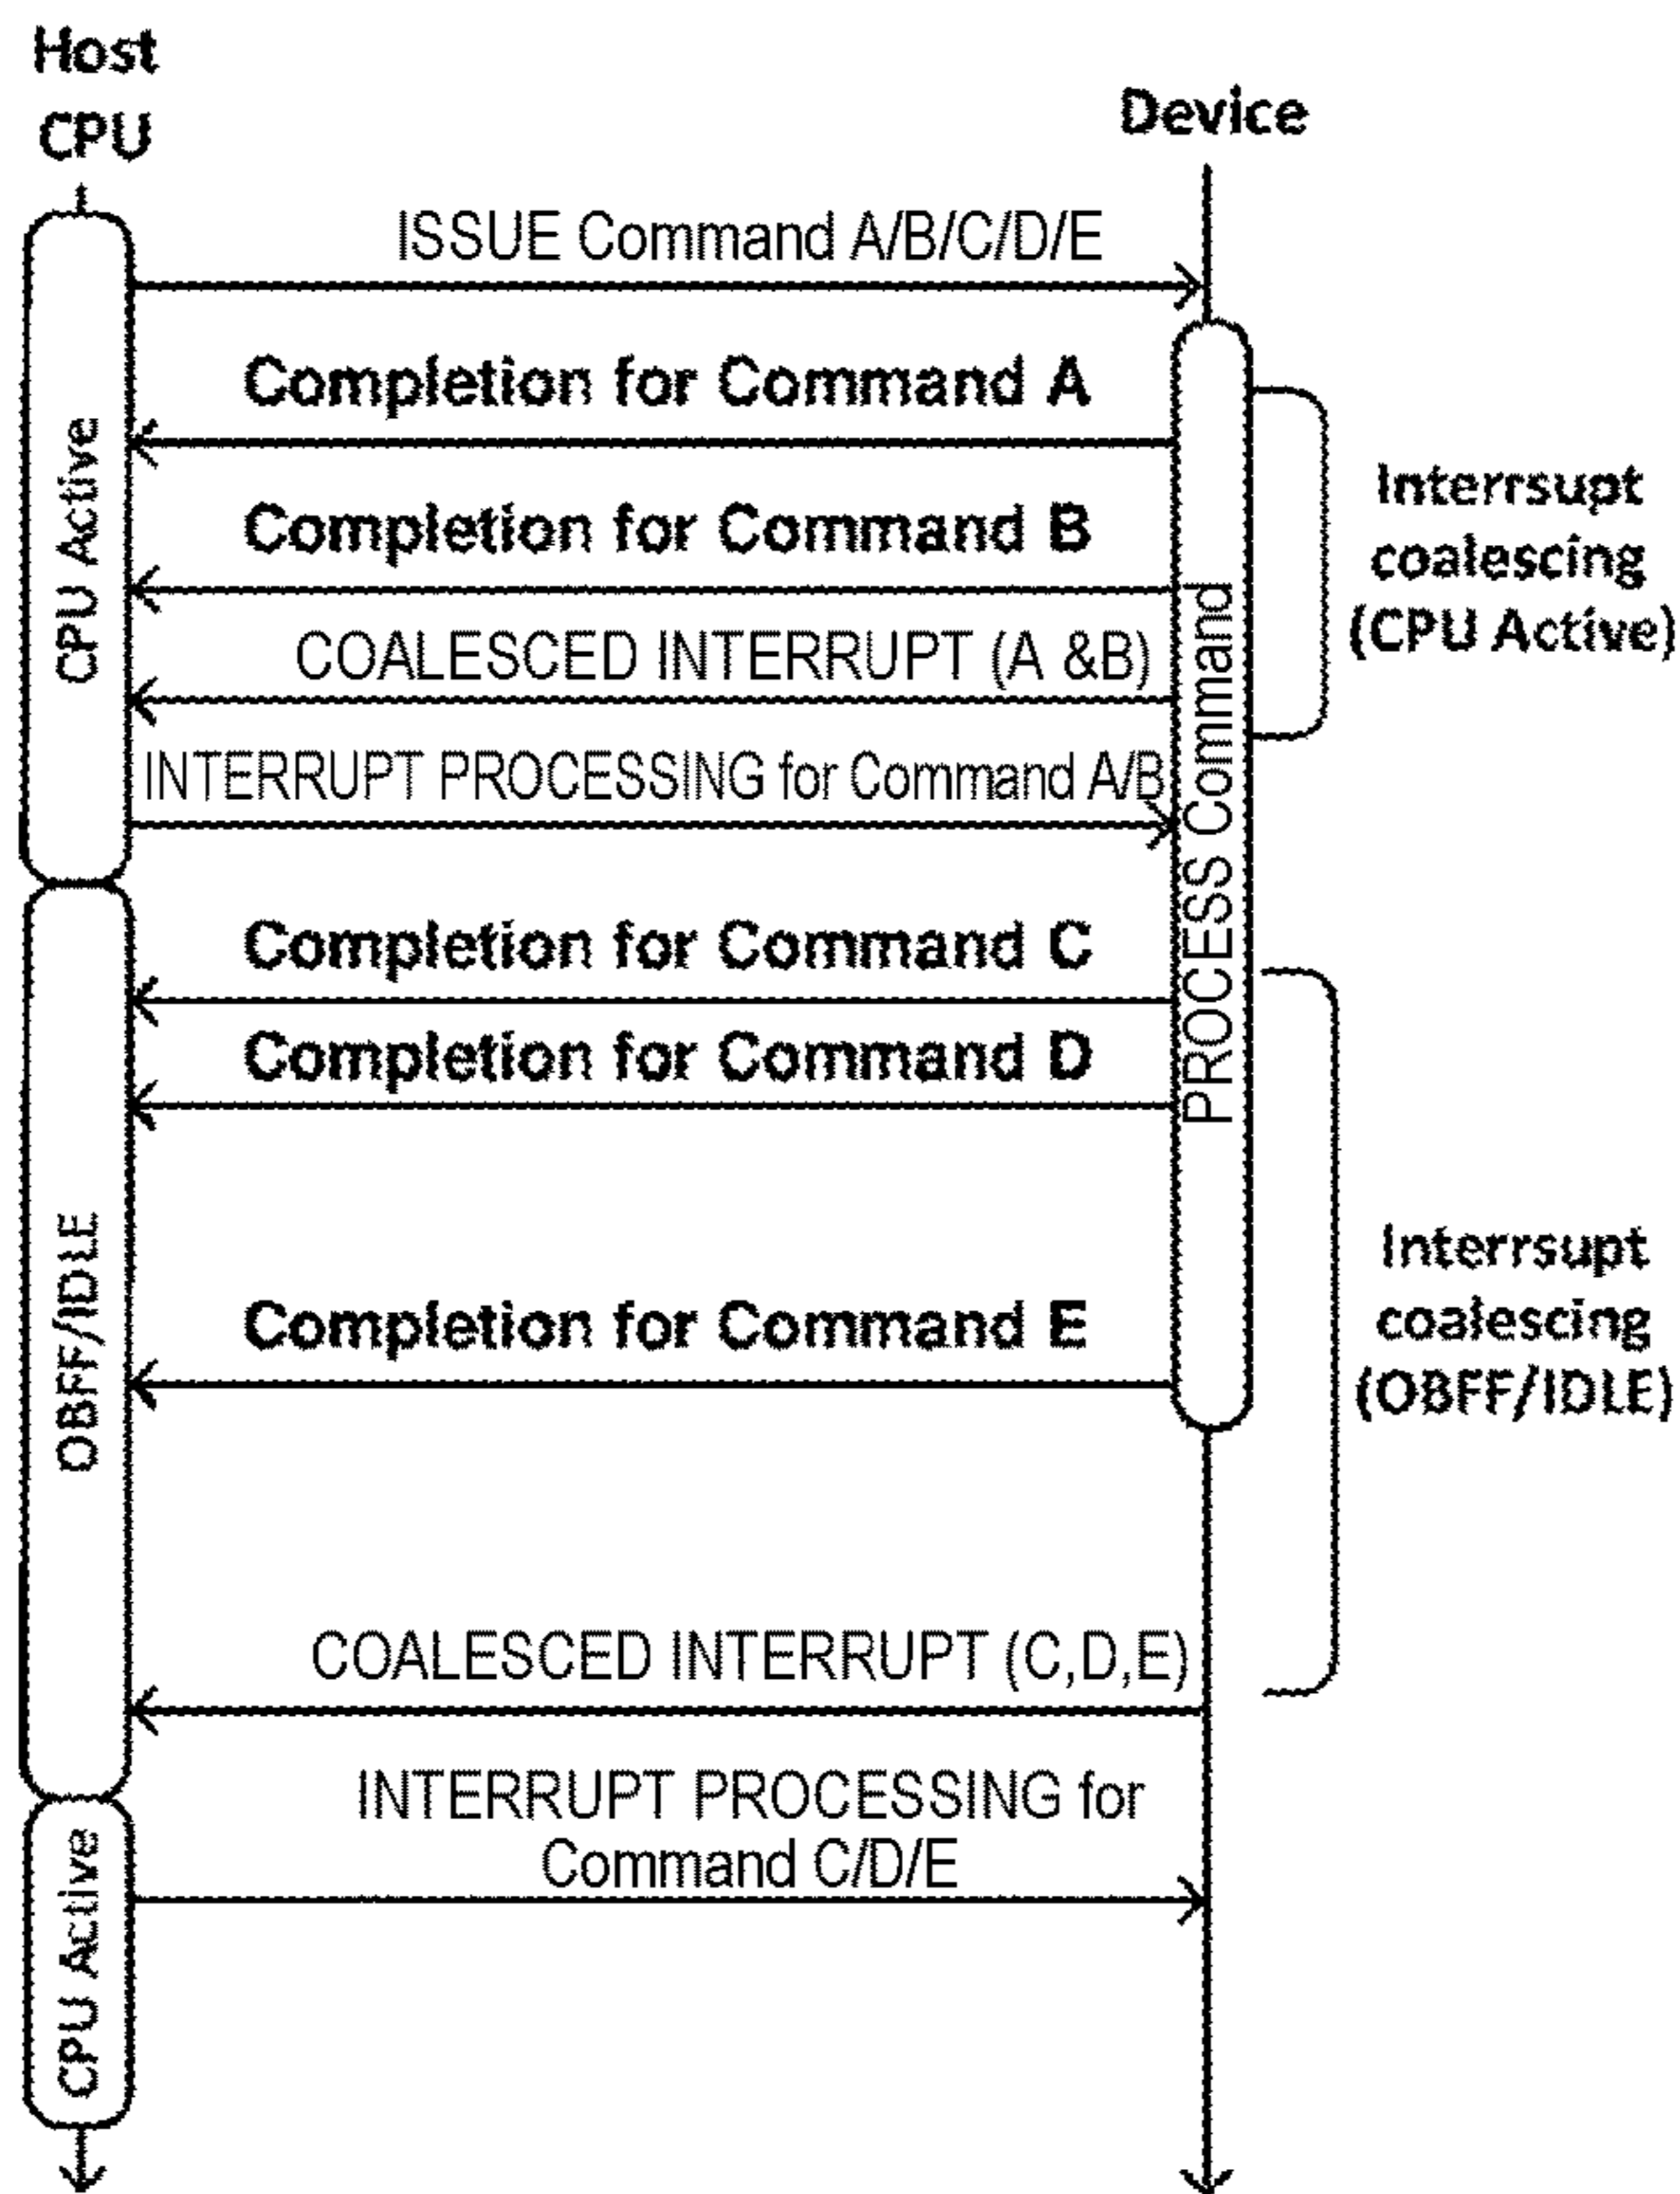 Host
CPU
Device
ISSUE Command A/B/C/D/E
Completion for Command A
Completion for Command B
COALESCED INTERRUPT (A &B)
INTERRUPT PROCESSING for Command A/B
CPU Active
PROCESS Command
Interrsupt
coalescing
(CPU Active)
Completion for Command C
Completion for Command D
Completion for Command E
OBFF/IDLE
Interrsupt
coalescing
(OBFF/IDLE)
COALESCED INTERRUPT (C,D,E)
INTERRUPT PROCESSING for
Command C/D/E
CPU Active